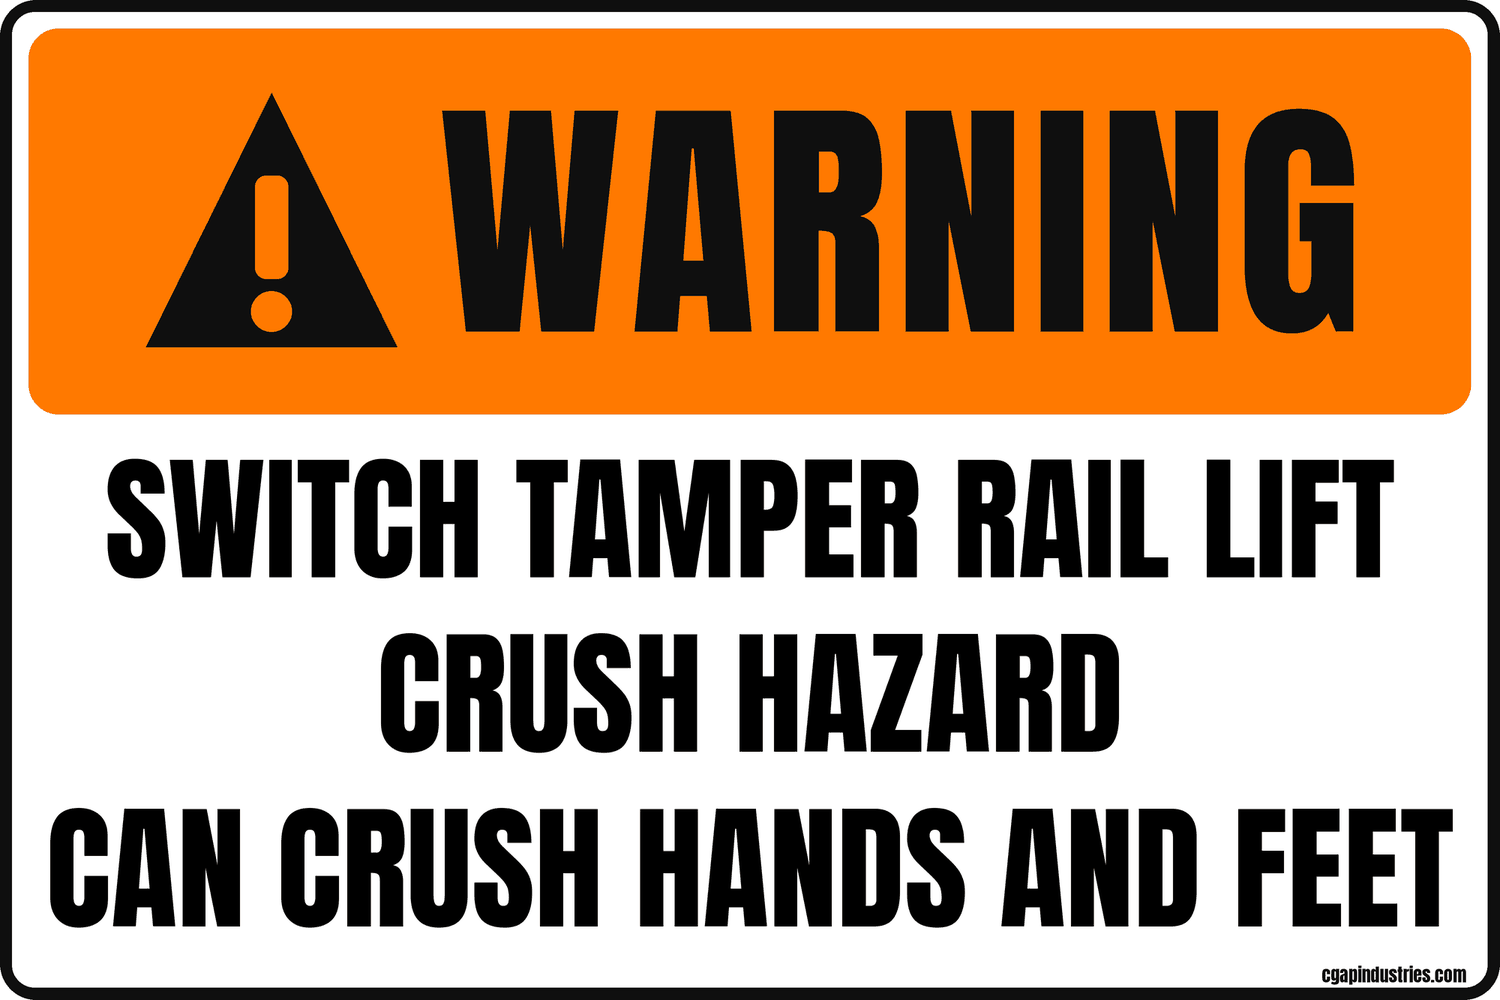 WARNING
SWITCH TAMPER RAIL LIFT
CRUSH HAZARD
CAN CRUSH HANDS AND FEET
cgapindustries.com